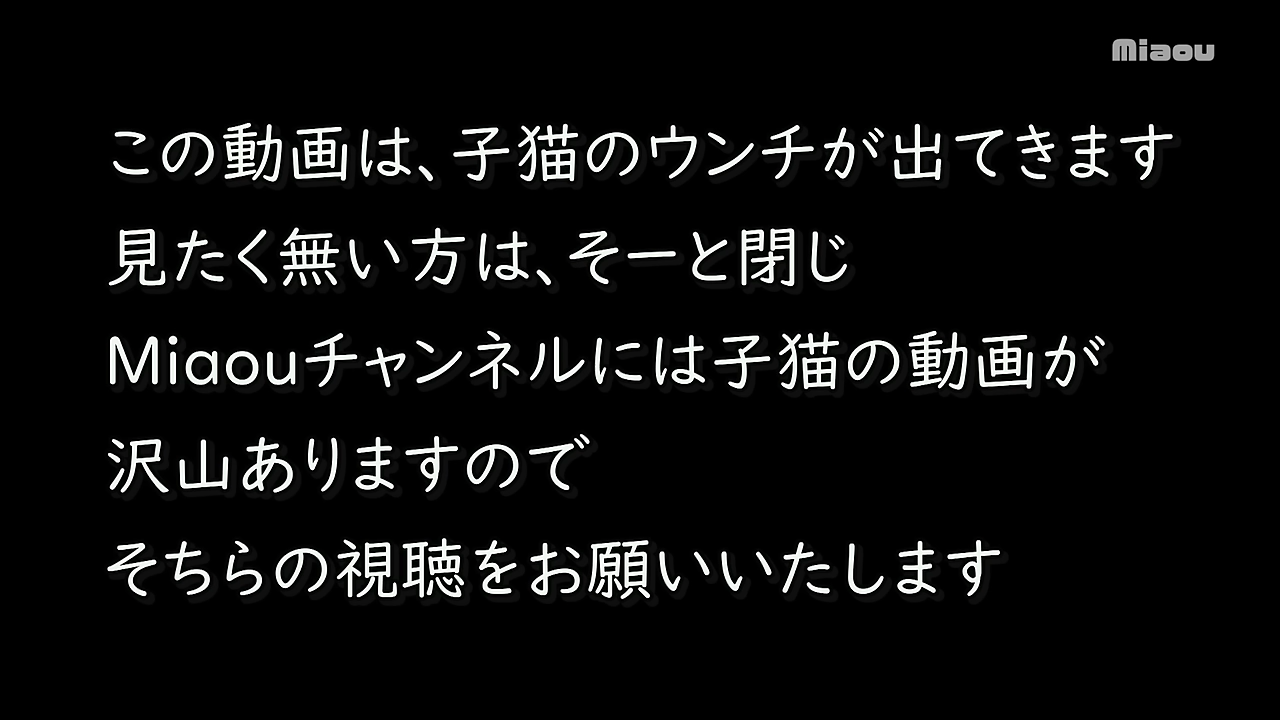 Miaou
この動画は、子猫のウンチが出てきます
見たく無い方は、そーと閉じ
Miaouチャンネルには子猫の動画が
沢山ありますので
そちらの視聴をお願いいたします